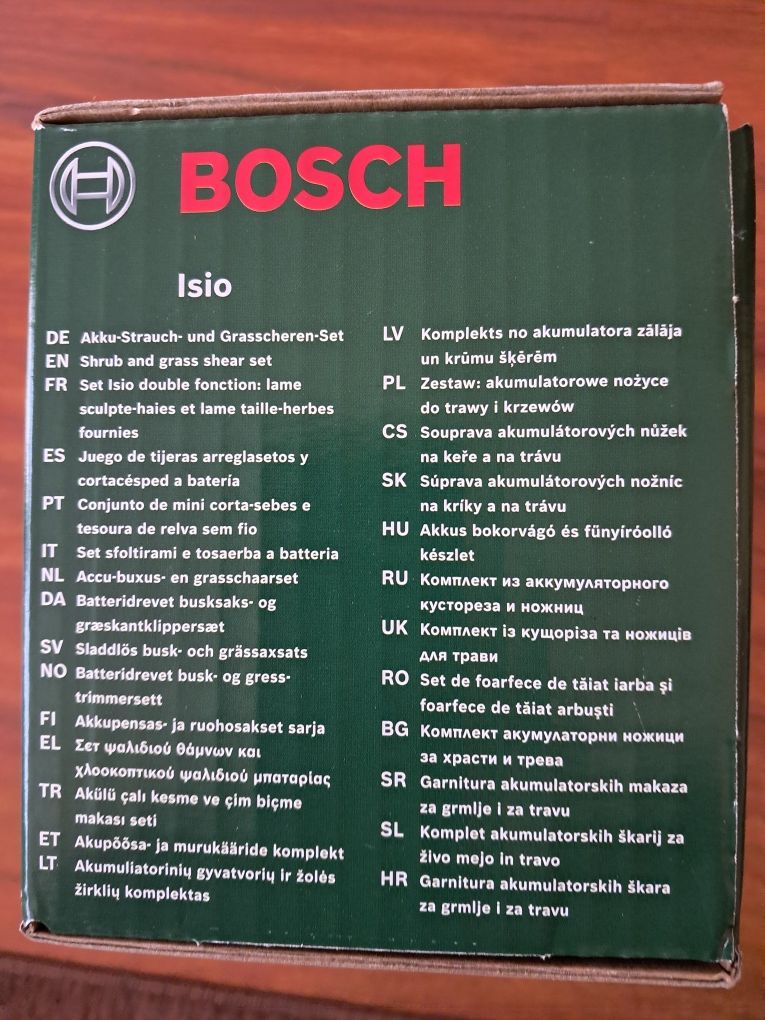 BOSCH
Isio
DE Akku-Strauch- und Grasscheren-Set
EN Shrub and grass shear set
FR Set Isio double fonction: lame
sculpte-haies et lame taille-herbes
fournies
ES Juego de tijeras arreglasetos y
cortacésped a batería
PT Conjunto de mini corta-sebes e
tesoura de relva sem fio
IT Set sfoltirami e tosaerba a batteria
NL Accu-buxus- en grasschaarset
DA Batteridrevet busksaks- og
græskantklippersæt
SV Sladdlös busk- och grässaxsats
NO Batteridrevet busk- og gress-
trimmersett
FI Akkupensas- ja ruohosakset sarja
EL Σετ ψαλιδιού θάμνων και
χλοοκοπτικού ψαλιδιού μπαταρίας
TR Akülü çalı kesme ve çim biçme
makası seti
ET Akupõõsa- ja murukääride komplekt
LT Akumuliatorinių gyvatvorių ir žolės
žirklių komplektas
LV Komplekts no akumulatora zālāja
un krūmu šķērēm
PL Zestaw: akumulatorowe nożyce
do trawy i krzewów
CS Souprava akumulátorových nůžek
na keře a na trávu
SK Súprava akumulátorových nožníc
na kríky a na trávu
HU Akkus bokorvágó és fűnyíróolló
készlet
RU Комплект из аккумуляторного
кустореза и ножниц
UK Комплект із кущоріза та ножиців
для трави
RO Set de foarfece de tăiat iarba şi
foarfece de tăiat arbuşti
BG Комплект акумулаторни ножици
за храсти и трева
SR Garnitura akumulatorskih makaza
za grmlje i za travu
SL Komplet akumulatorskih škarij za
živo mejo in travo
HR Garnitura akumulatorskih škara
za grmlje i za travu